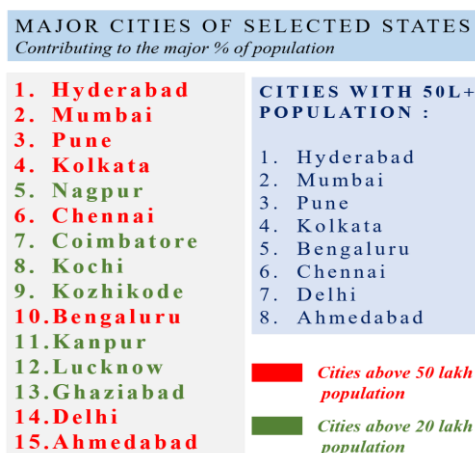 MAJOR CITIES OF SELECTED STATES
Contributing to the major % of population
1. Hyderabad
2. Mumbai
3. Pune
4. Kolkata
5. Nagpur
6. Chennai
7. Coimbatore
8. Kochi
9. Kozhikode
10.Bengaluru
11.Kanpur
12.Lucknow
13.Ghaziabad
14.Delhi
15.Ahmedabad
CITIES WITH 50L+
POPULATION :
1. Hyderabad
2. Mumbai
3. Pune
4. Kolkata
5. Bengaluru
6. Chennai
7. Delhi
8. Ahmedabad
Cities above 50 lakh
population
Cities above 20 lakh
population